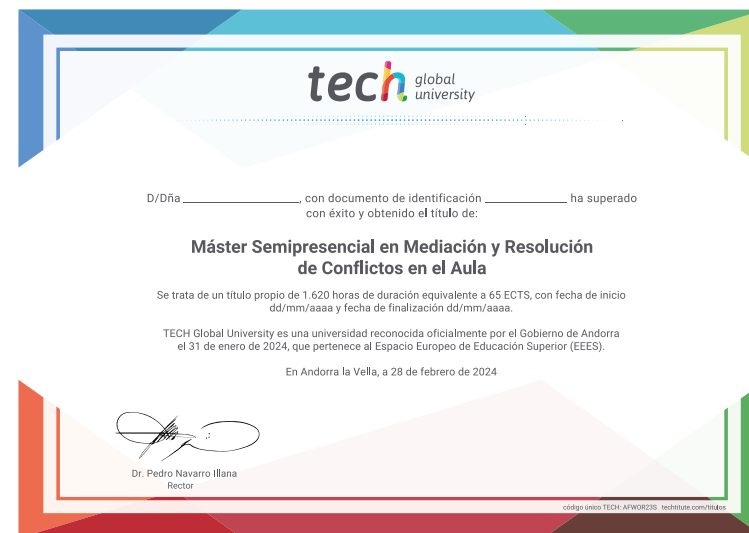 tech global university
D/Dña ______________, con documento de identificación ______________ ha superado
con éxito y obtenido el título de:
Máster Semipresencial en Mediación y Resolución
de Conflictos en el Aula
Se trata de un título propio de 1.620 horas de duración equivalente a 65 ECTS, con fecha de inicio
dd/mm/aaaa y fecha de finalización dd/mm/aaaa.
TECH Global University es una universidad reconocida oficialmente por el Gobierno de Andorra
el 31 de enero de 2024, que pertenece al Espacio Europeo de Educación Superior (EEES).
En Andorra la Vella, a 28 de febrero de 2024
Dr. Pedro Navarro Illana
Rector
código único TECH: AFWOR23S techtitute.com/titulos